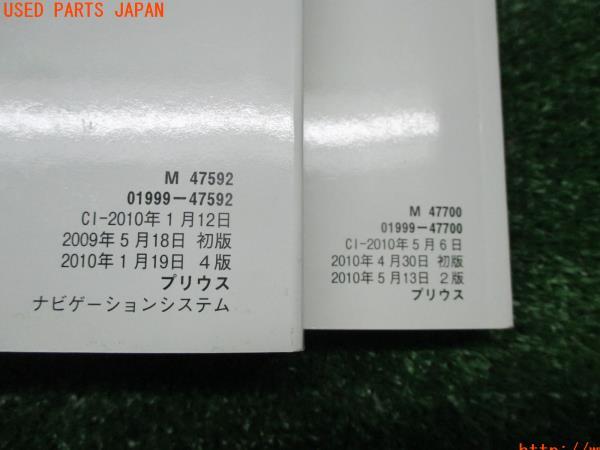 USED PARTS JAPAN
M 47592
01999-47592
CI-2010年1月12日
2009年5月18日 初版
2010年1月19日 4版
プリウス
ナビゲーションシステム
M 47700
01999-47700
CI-2010年5月6日
2010年4月30日 初版
2010年5月13日 2版
プリウス